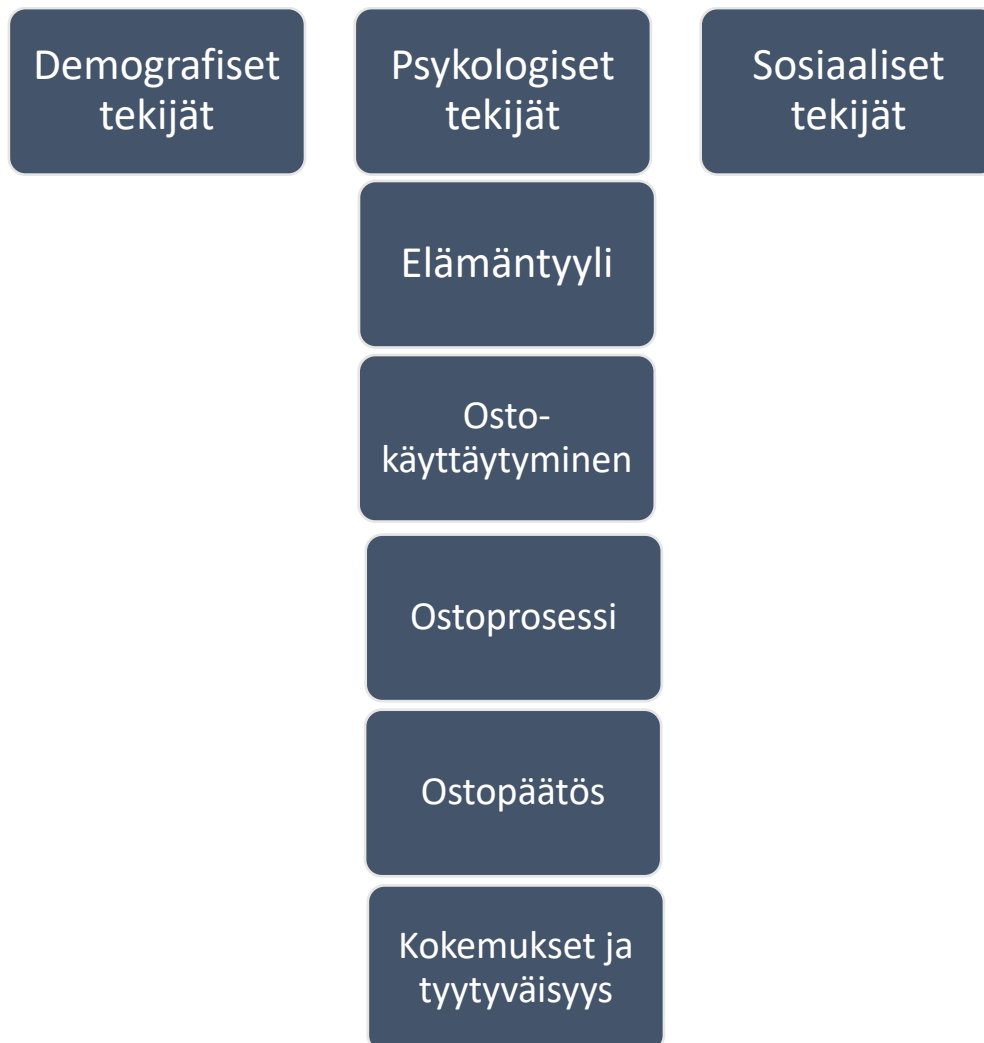 Demografiset
tekijät
Psykologiset
tekijät
Sosiaaliset
tekijät
Elämäntyyli
Osto-
käyttäytyminen
Ostoprosessi
Ostopäätös
Kokemukset ja
tyytyväisyys